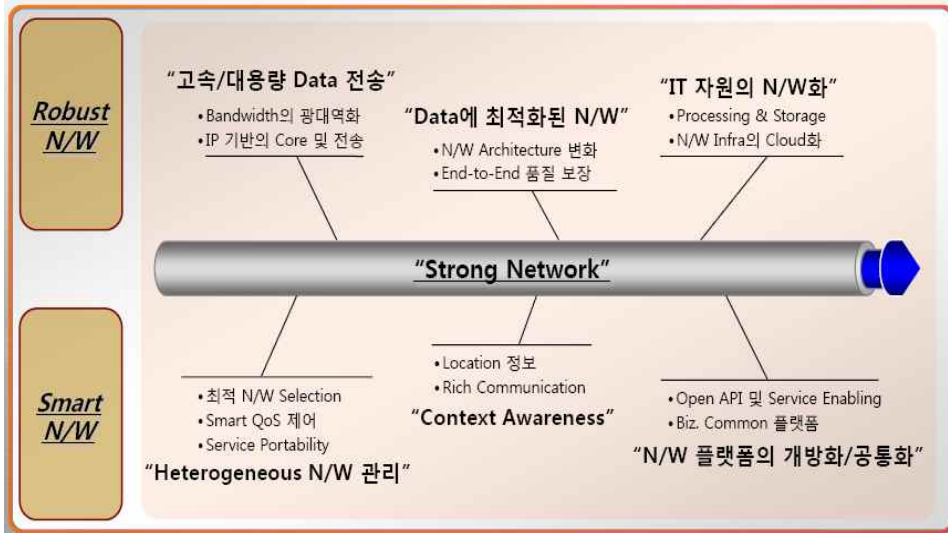 Robust
N/W
“고속/대용량 Data 전송”
• Bandwidth의 광대역화
• IP 기반의 Core 및 전송
“Data에 최적화된 N/W”
• N/W Architecture 변화
• End-to-End 품질 보장
“IT 자원의 N/W화”
• Processing & Storage
• N/W Infra의 Cloud화
“Strong Network”
Smart
N/W
• 최적 N/W Selection
• Smart QoS 제어
• Service Portability
“Heterogeneous N/W 관리”
• Location 정보
• Rich Communication
“Context Awareness”
• Open API 및 Service Enabling
• Biz. Common 플랫폼
“N/W 플랫폼의 개방화/공통화”